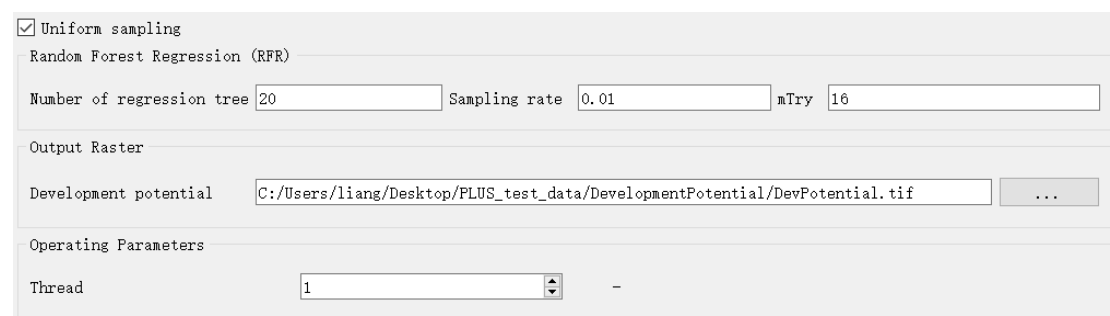 Uniform sampling
Random Forest Regression (RFR)
Number of regression tree 20 Sampling rate 0.01 mTry 16
Output Raster
Development potential C:/Users/liang/Desktop/PLUS_test_data/DevelopmentPotential/DevPotential.tif ...
Operating Parameters
Thread 1 -